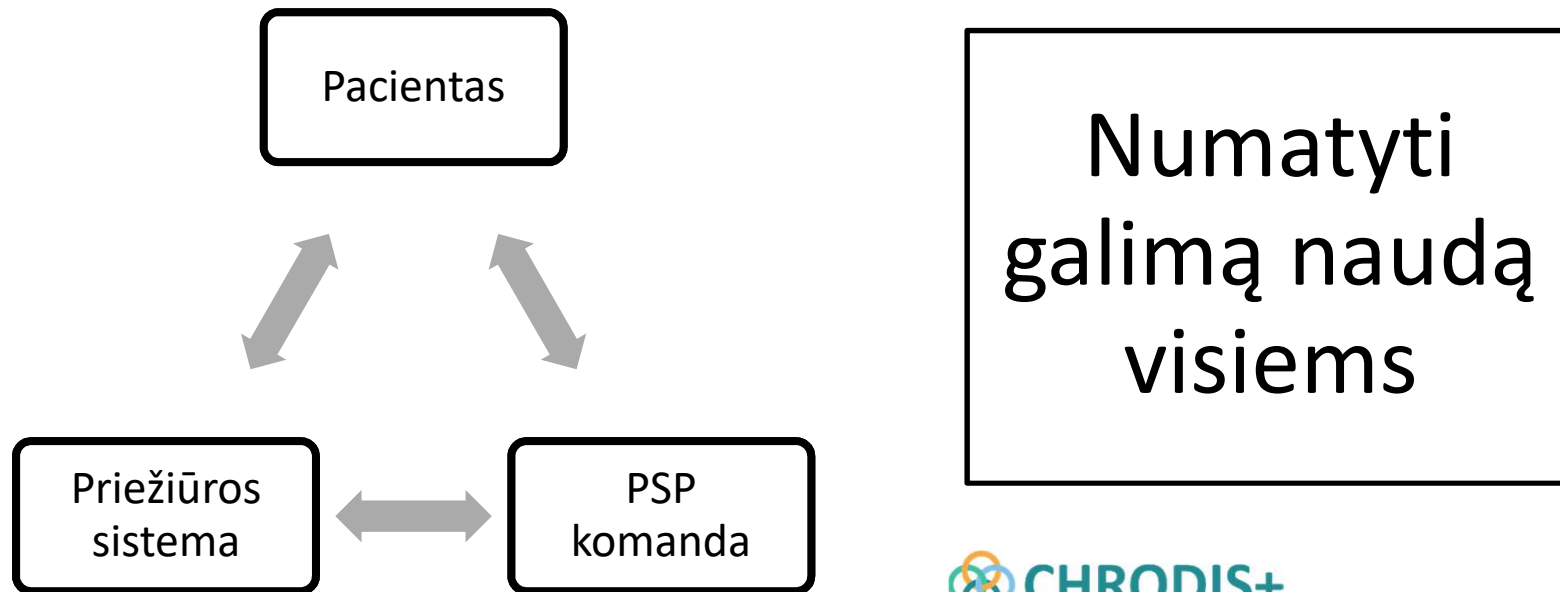 Pacientas
Priežiūros
sistema
PSP
komanda
Numatyti
galimą naudą
visiems
CHRODIS+